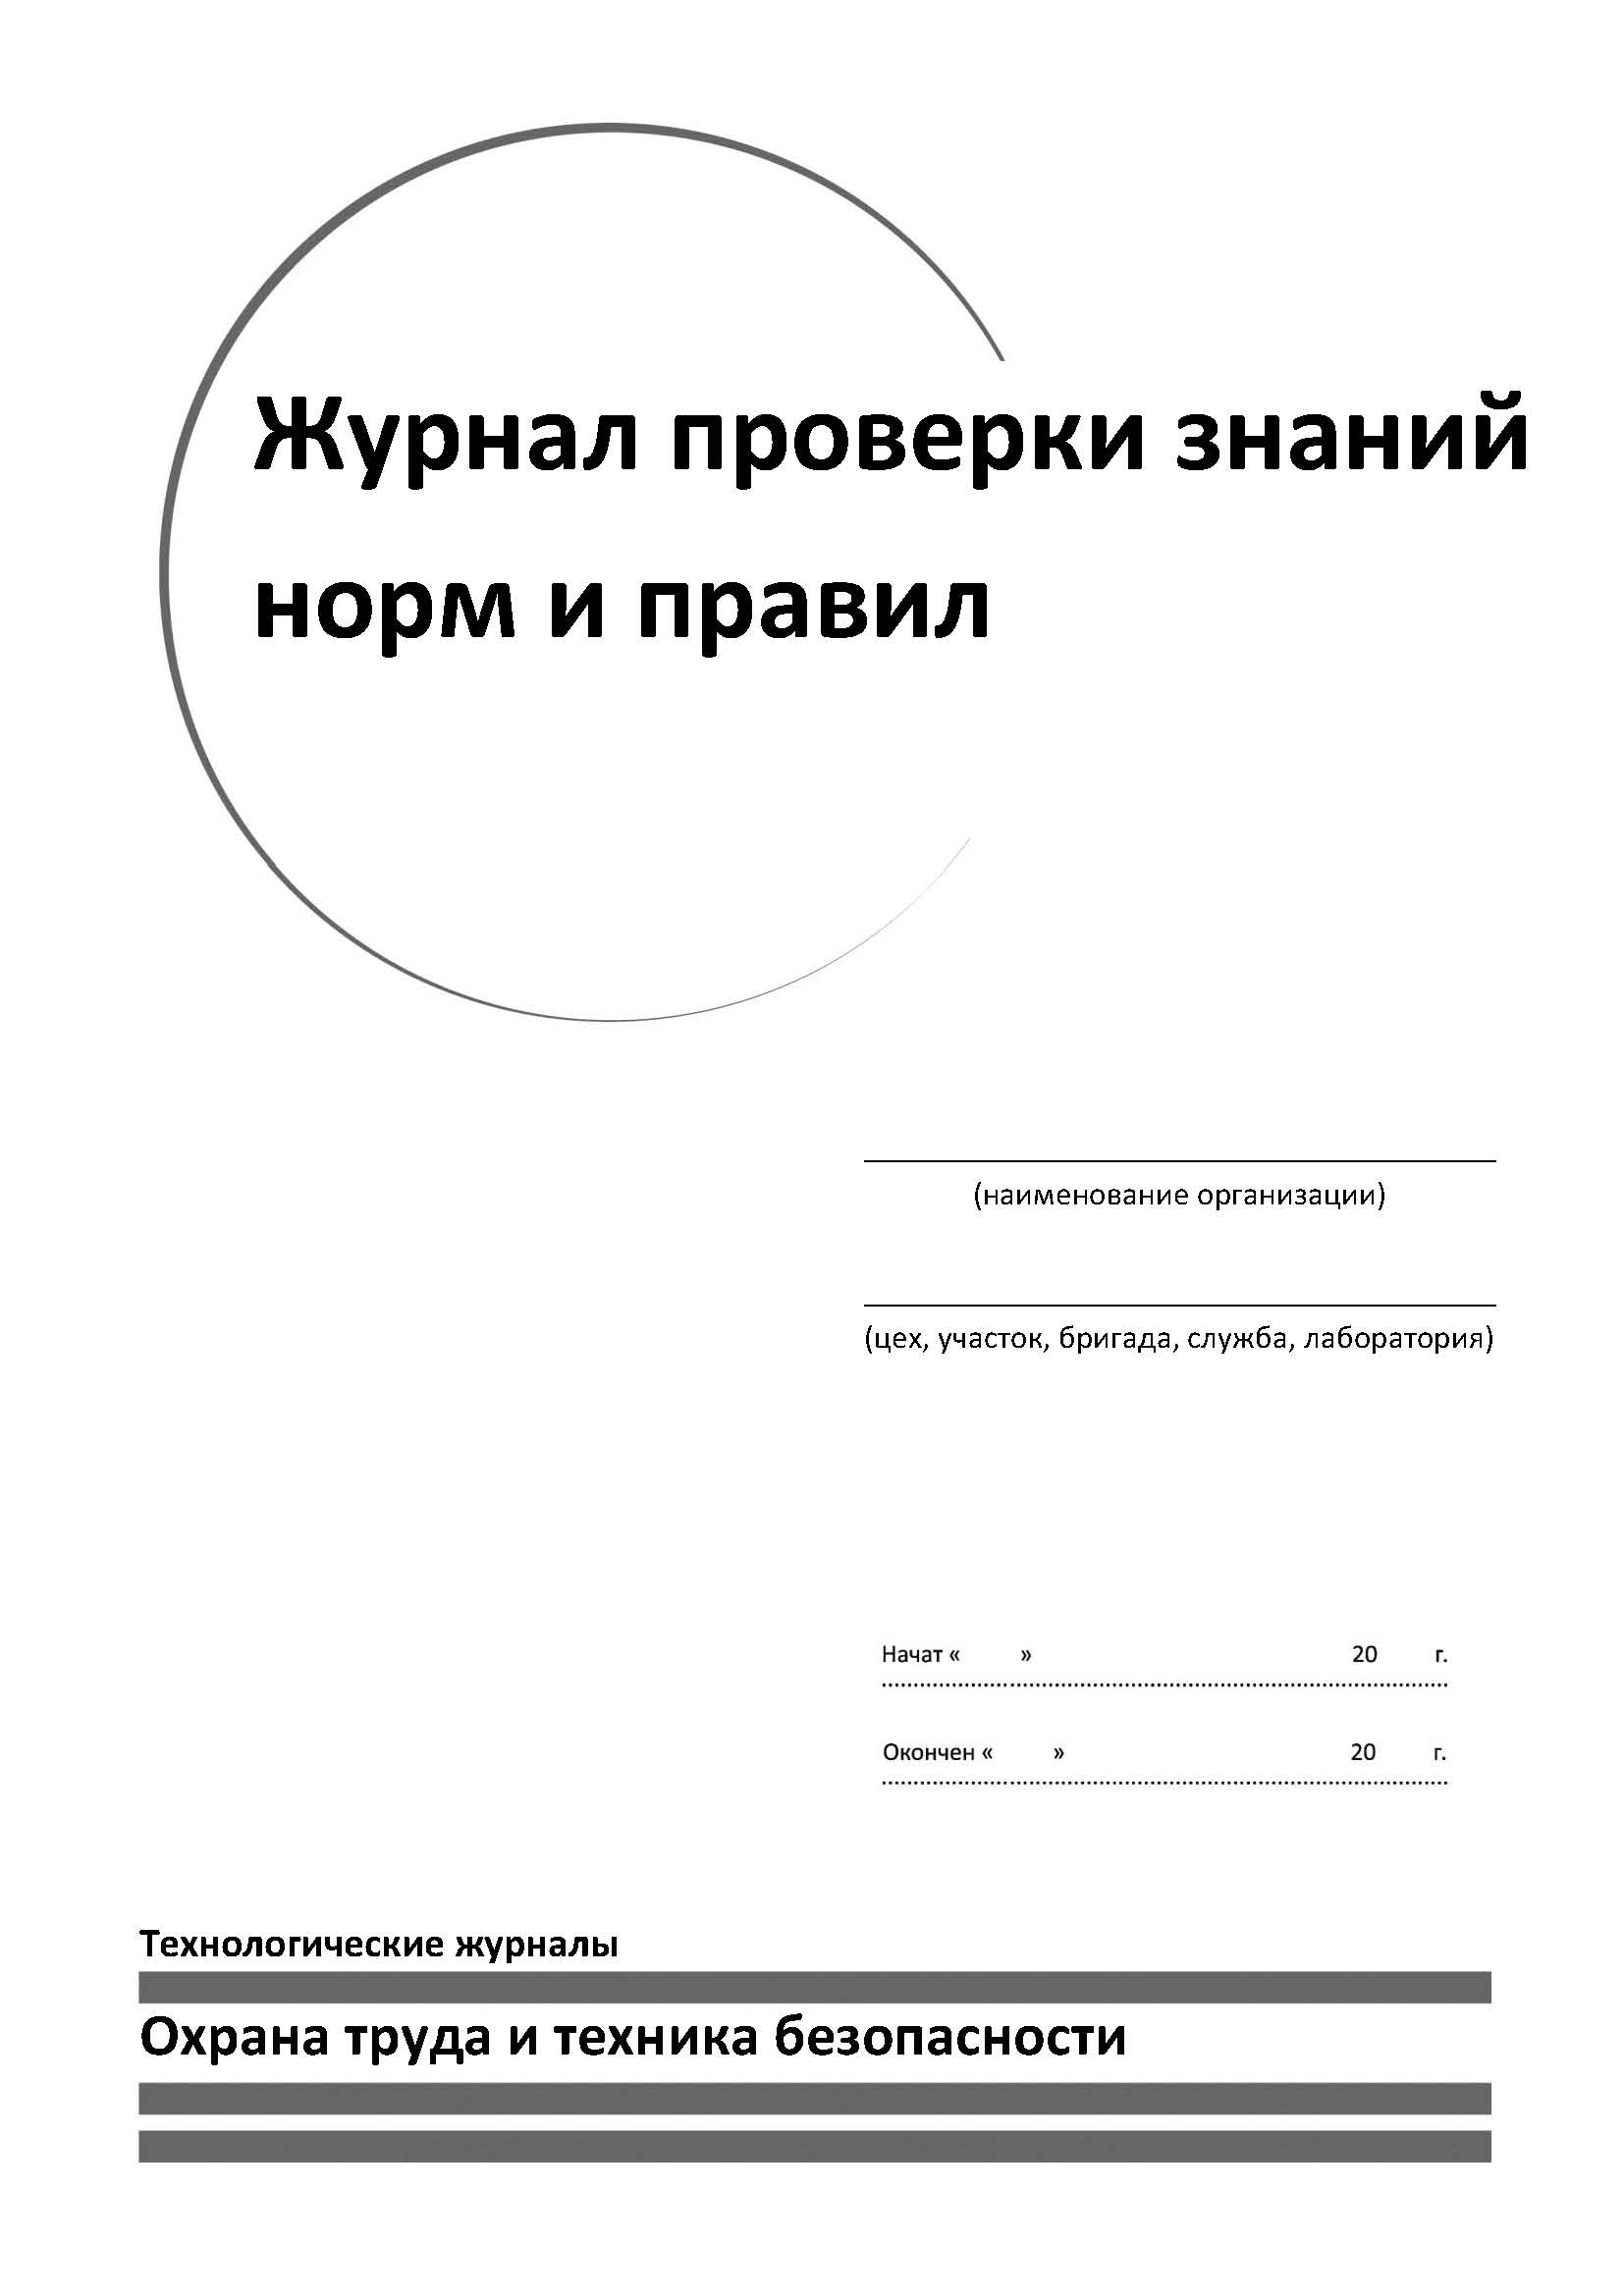 Журнал проверки знаний
норм и правил
(наименование организации)
(цех, участок, бригада, служба, лаборатория)
Начат « » 20 г.
Окончен « » 20 г.
Технологические журналы
Охрана труда и техника безопасности